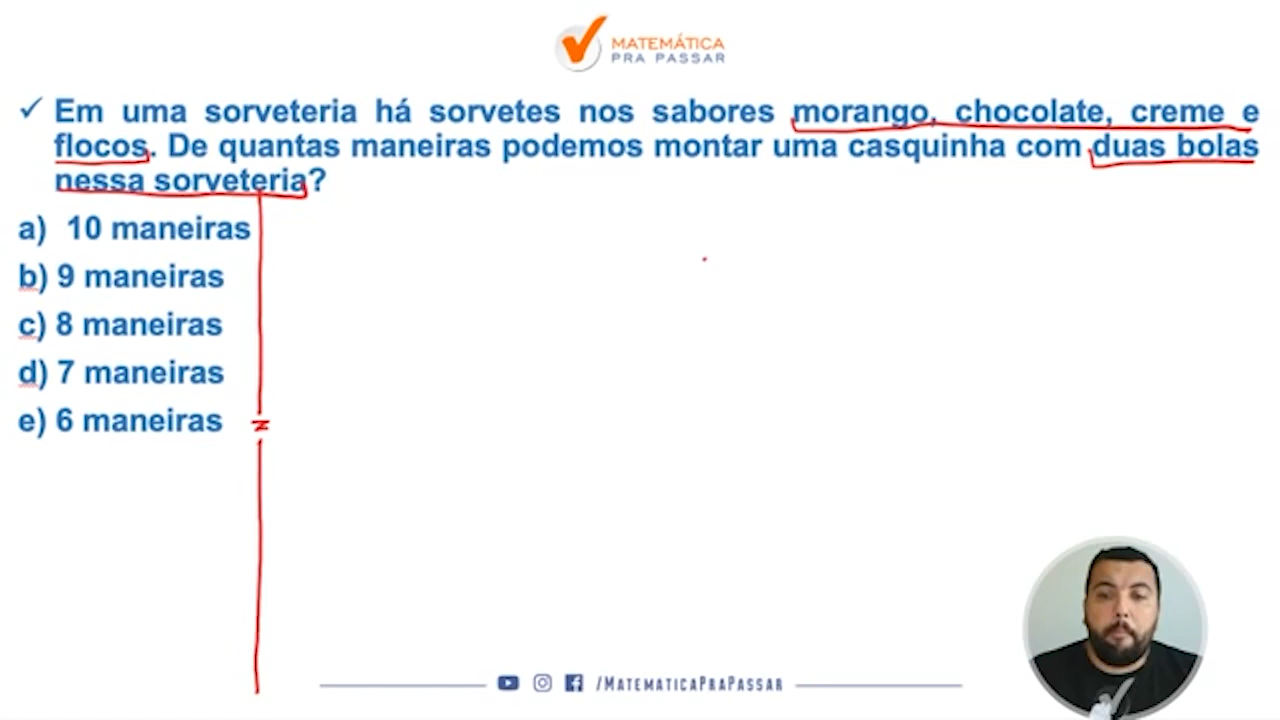 MATEMÁTICA
PRA PASSAR
✓ Em uma sorveteria há sorvetes nos sabores morango, chocolate, creme e
flocos. De quantas maneiras podemos montar uma casquinha com duas bolas
nessa sorveteria?
a) 10 maneiras
b) 9 maneiras
c) 8 maneiras
d) 7 maneiras
e) 6 maneiras
/MATEMATICAPRAPASSAR